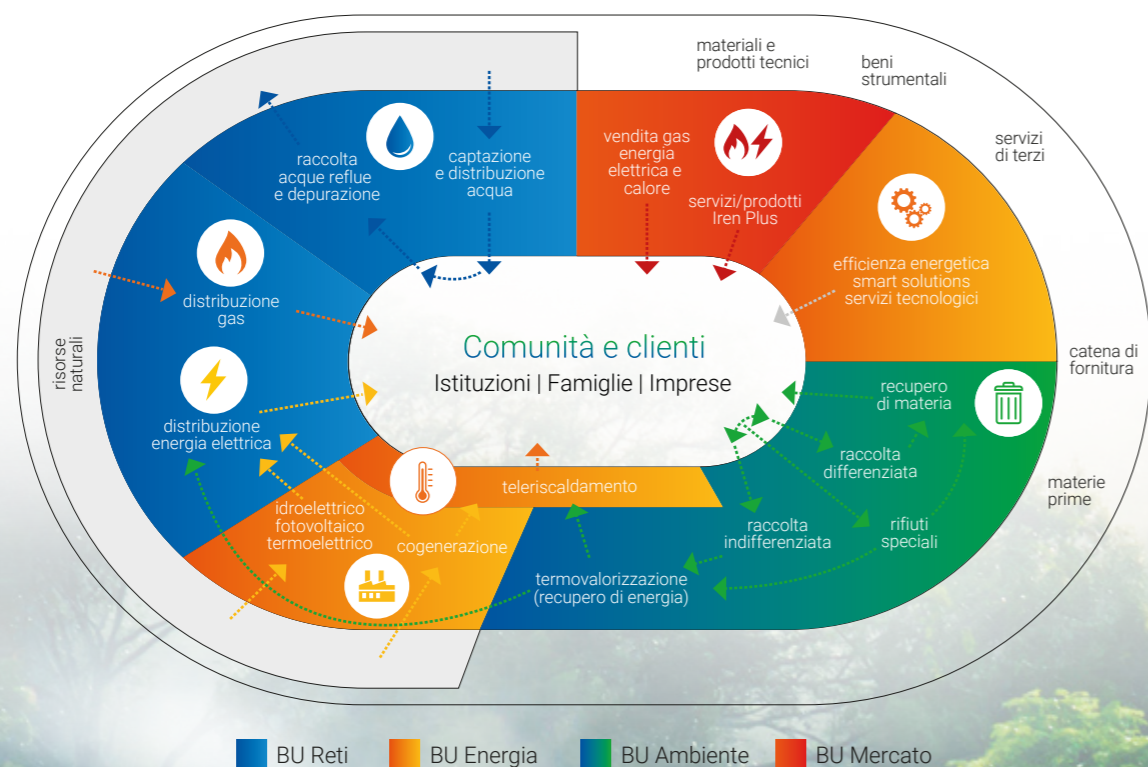 materiali e
prodotti tecnici
beni
strumentali
servizi
di terzi
catena di
fornitura
materie
prime
risorse
naturali
raccolta
acque reflue
e depurazione
captazione
e distribuzione
acqua
vendita gas
energia
elettrica e
calore
servizi/prodotti
Iren Plus
efficienza energetica
smart solutions
servizi tecnologici
distribuzione
gas
distribuzione
energia elettrica
Comunità e clienti
Istituzioni | Famiglie | Imprese
recupero
di materia
raccolta
differenziata
rifiuti
speciali
raccolta
indifferenziata
teleriscaldamento
idroelettrico
fotovoltaico
termoelettrico
cogenerazione
termovalorizzazione
(recupero di energia)
BU Reti
BU Energia
BU Ambiente
BU Mercato